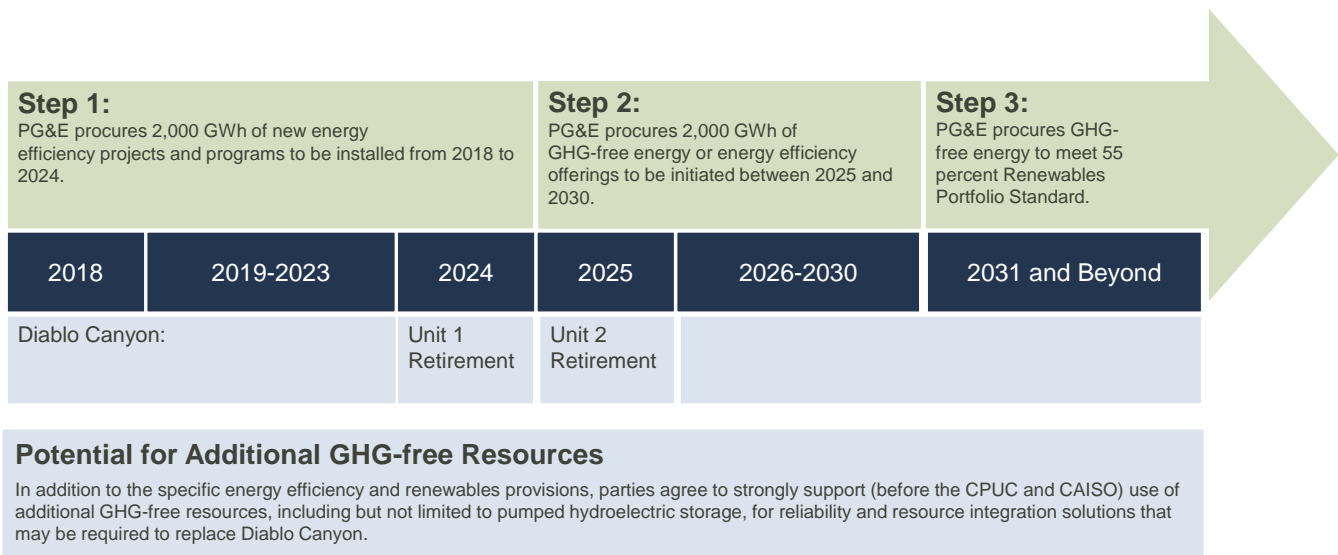 Step 1:
PG&E procures 2,000 GWh of new energy
efficiency projects and programs to be installed from 2018 to
2024.
Step 2:
PG&E procures 2,000 GWh of
GHG-free energy or energy efficiency
offerings to be initiated between 2025 and
2030.
Step 3:
PG&E procures GHG-
free energy to meet 55
percent Renewables
Portfolio Standard.
2018
2019-2023
2024
2025
2026-2030
2031 and Beyond
Diablo Canyon:
Unit 1
Retirement
Unit 2
Retirement
Potential for Additional GHG-free Resources
In addition to the specific energy efficiency and renewables provisions, parties agree to strongly support (before the CPUC and CAISO) use of
additional GHG-free resources, including but not limited to pumped hydroelectric storage, for reliability and resource integration solutions that
may be required to replace Diablo Canyon.